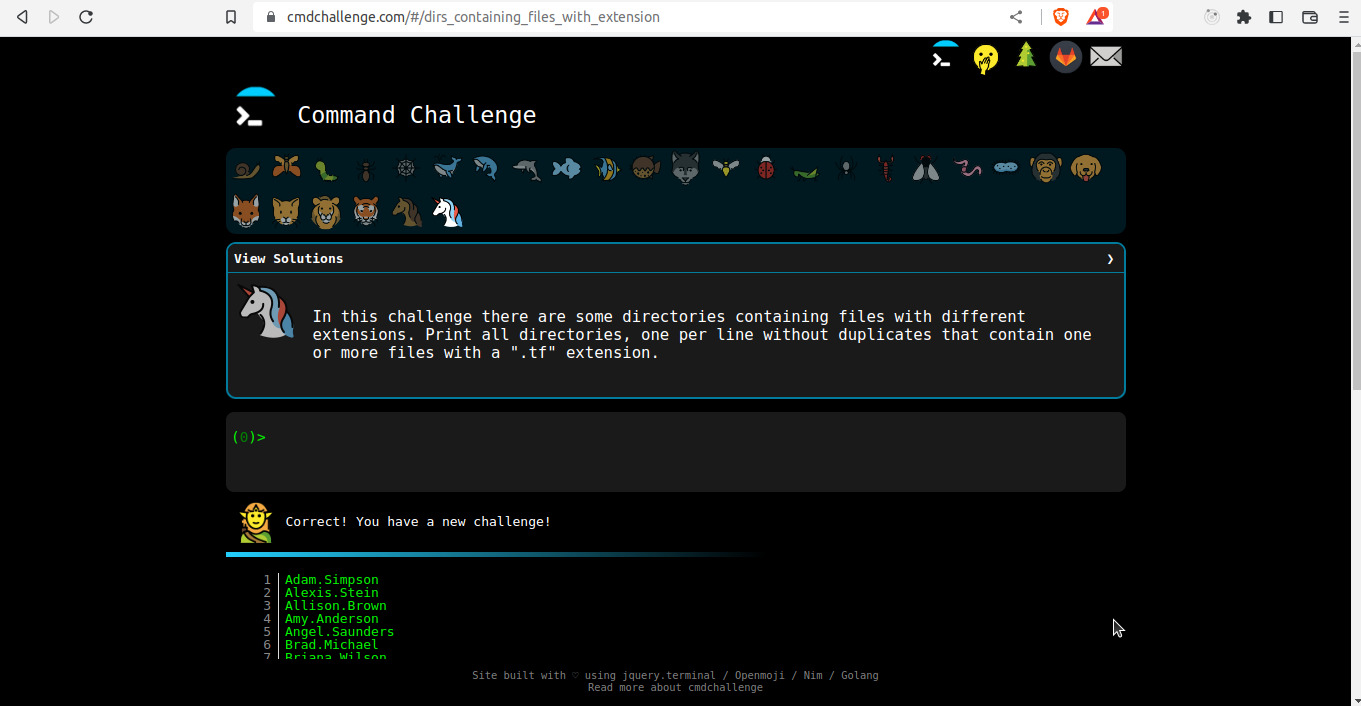 cmdchallenge.com/#/dirs_containing_files_with_extension
1
Command Challenge
View Solutions
In this challenge there are some directories containing files with different
extensions. Print all directories, one per line without duplicates that contain one
or more files with a ".tf" extension.
(0)>
Correct! You have a new challenge!
1 Adam.Simpson
2 Alexis.Stein
3 Allison.Brown
4 Amy.Anderson
5 Angel.Saunders
6 Brad.Michael
7 Briana.Wilson
Site built with ♡ using jquery.terminal / Openmoji / Nim / Golang
Read more about cmdchallenge